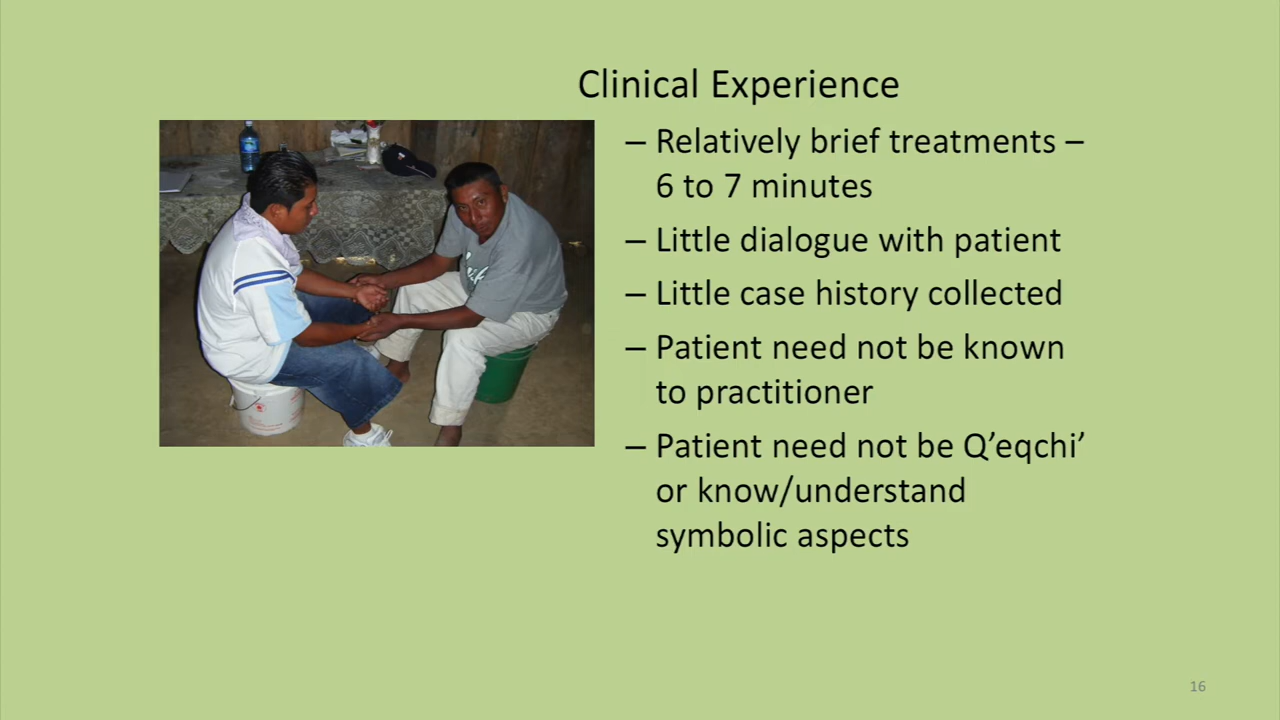 Clinical Experience
– Relatively brief treatments –
6 to 7 minutes
– Little dialogue with patient
– Little case history collected
– Patient need not be known
to practitioner
– Patient need not be Q’eqchi’
or know/understand
symbolic aspects
16